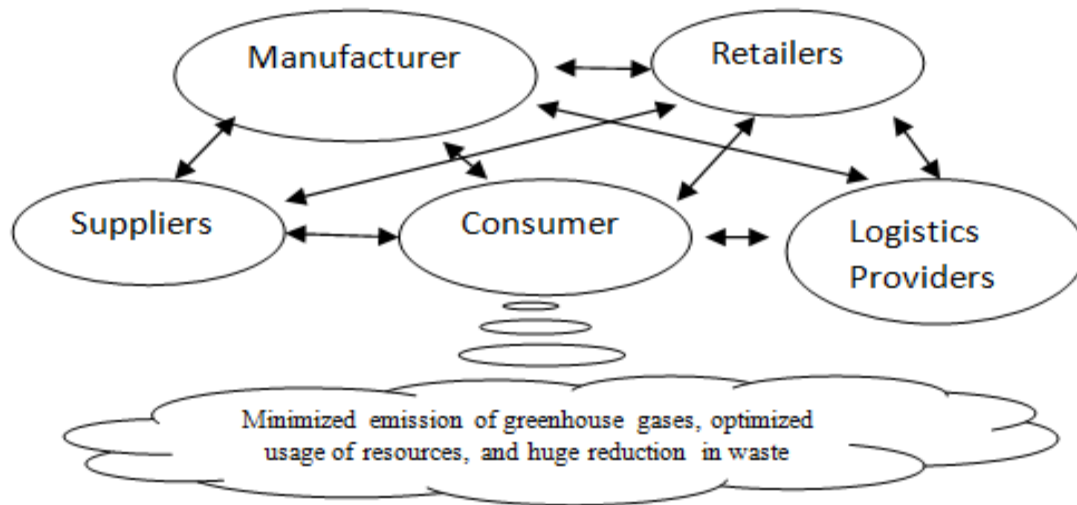 Manufacturer
Retailers
Suppliers
Consumer
Logistics
Providers
Minimized emission of greenhouse gases, optimized
usage of resources, and huge reduction in waste